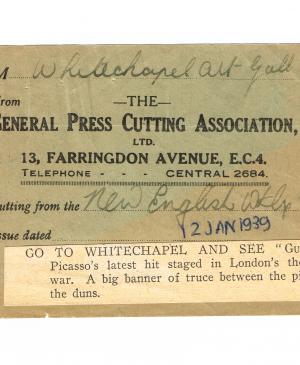 M Whitechapel Art Gall
from
—THE—
GENERAL PRESS CUTTING ASSOCIATION,
LTD.
13, FARRINGDON AVENUE, E.C.4.
TELEPHONE - - - CENTRAL 2684.
Cutting from the New English Wkly
issue dated 12 JAN 1939
GO TO WHITECHAPEL AND SEE "Gu
Picasso's latest hit staged in London's the
war. A big banner of truce between the pi
the duns.